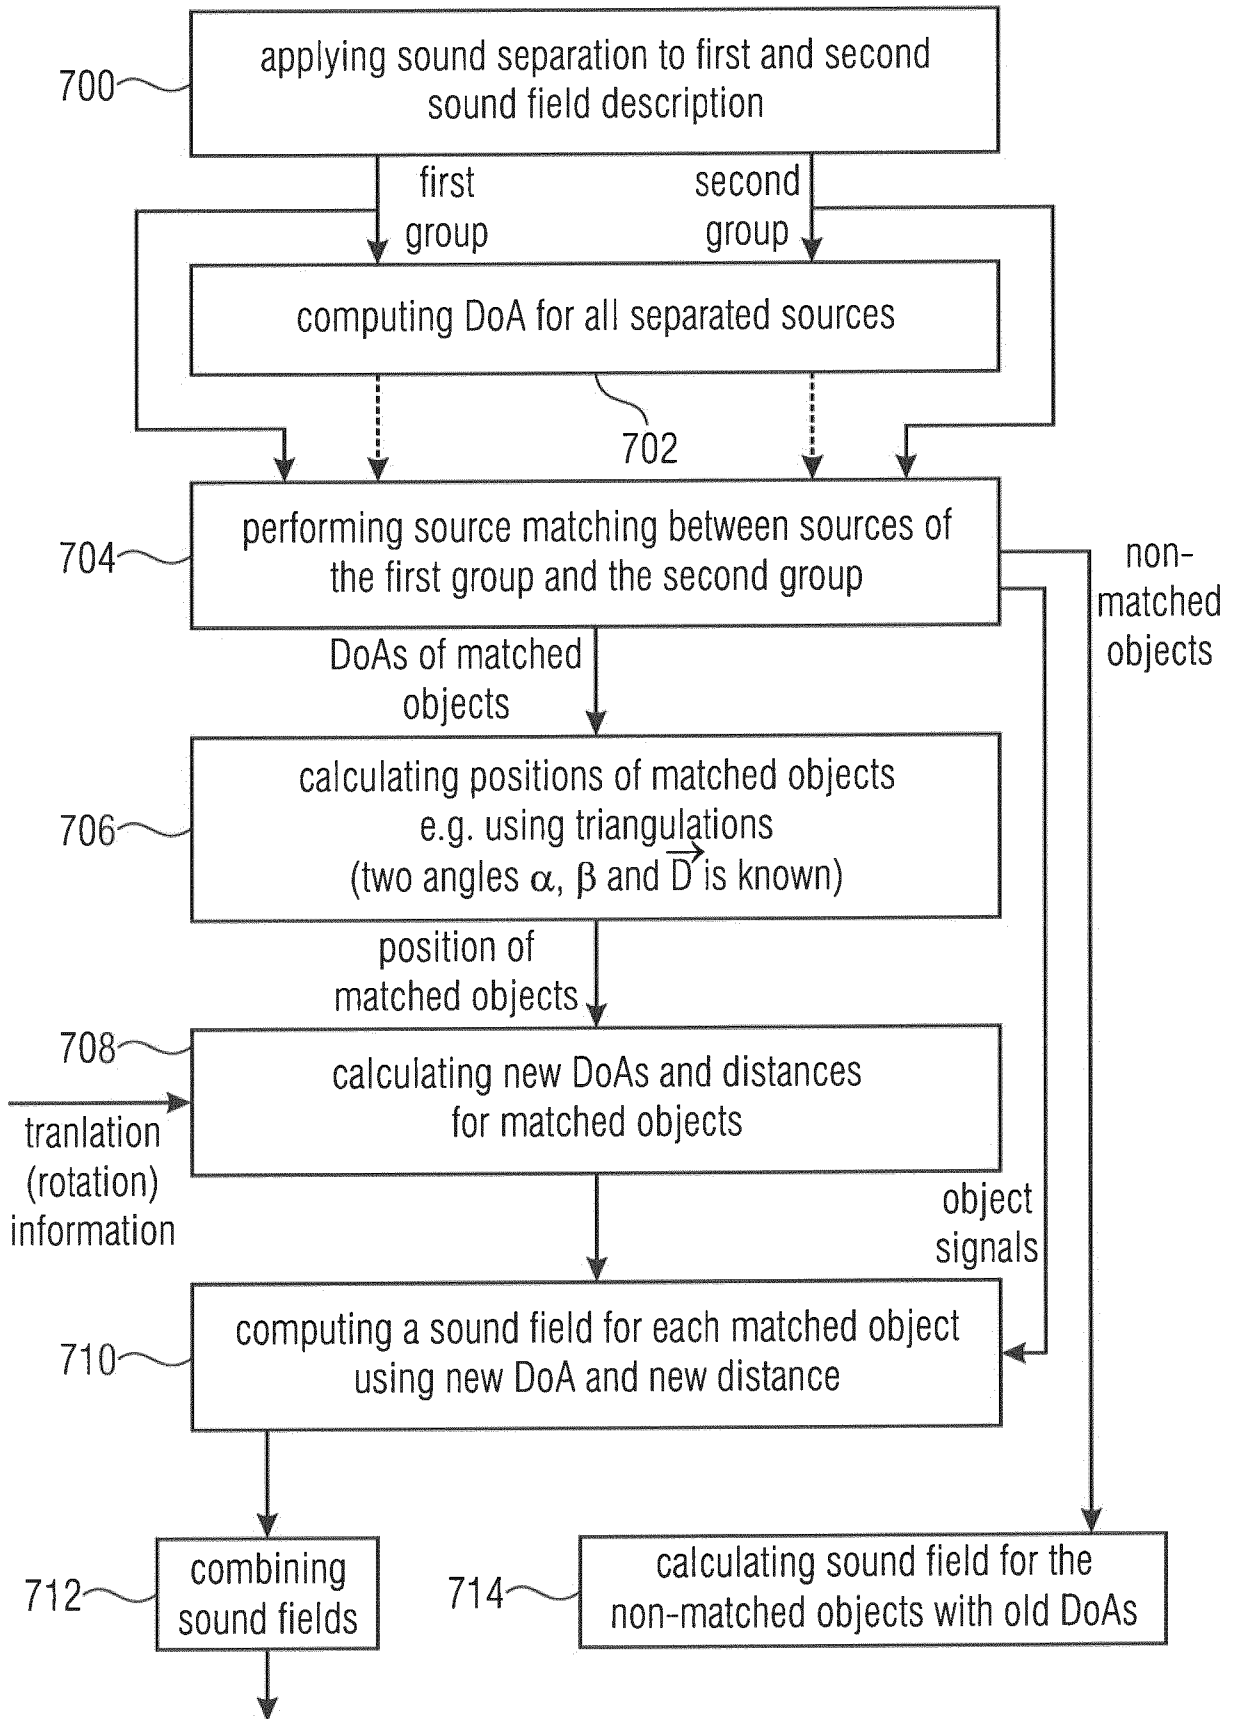 applying sound separation to first and second
sound field description
700
first
group
second
group
computing DoA for all separated sources
702
performing source matching between sources of
the first group and the second group
704
non-
matched
objects
DoAs of matched
objects
calculating positions of matched objects
e.g. using triangulations
(two angles α, β and D⃗ is known)
706
position of
matched objects
708
calculating new DoAs and distances
for matched objects
tranlation
(rotation)
information
object
signals
computing a sound field for each matched object
using new DoA and new distance
710
combining
sound fields
712
714
calculating sound field for the
non-matched objects with old DoAs